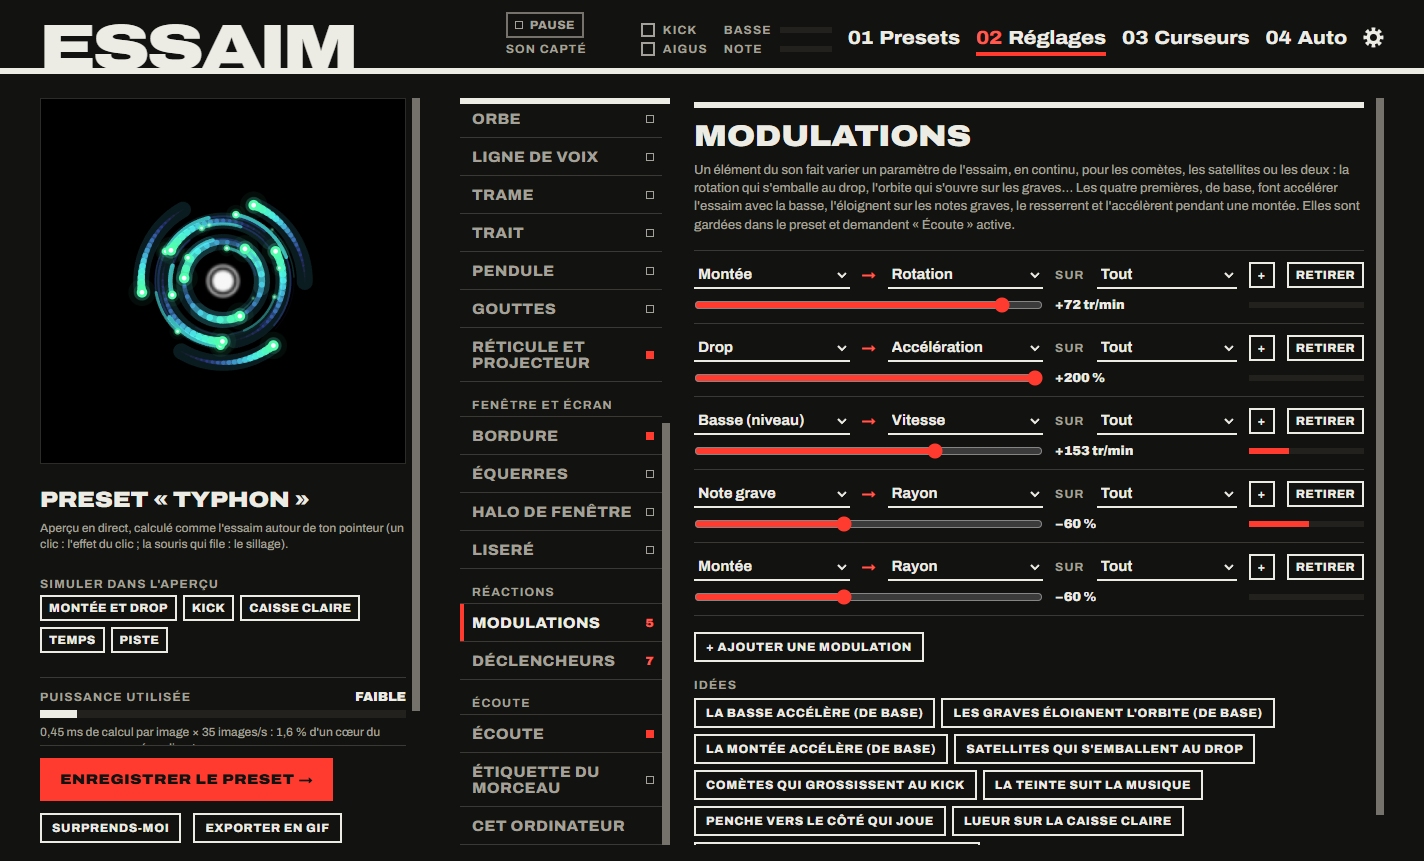 ESSAIM
PAUSE
SON CAPTÉ
KICK
AIGUS
BASSE
NOTE
01 Presets
02 Réglages
03 Curseurs
04 Auto
PRESET « TYPHON »
Aperçu en direct, calculé comme l'essaim autour de ton pointeur (un
clic : l'effet du clic ; la souris qui file : le sillage).
SIMULER DANS L'APERÇU
MONTÉE ET DROP
KICK
CAISSE CLAIRE
TEMPS
PISTE
PUISSANCE UTILISÉE
FAIBLE
0,45 ms de calcul par image × 35 images/s : 1,6 % d'un cœur du
ENREGISTRER LE PRESET →
SURPRENDS-MOI
EXPORTER EN GIF
ORBE
LIGNE DE VOIX
TRAME
TRAIT
PENDULE
GOUTTES
RÉTICULE ET
PROJECTEUR
FENÊTRE ET ÉCRAN
BORDURE
ÉQUERRES
HALO DE FENÊTRE
LISERÉ
RÉACTIONS
MODULATIONS 5
DÉCLENCHEURS 7
ÉCOUTE
ÉCOUTE
ÉTIQUETTE DU
MORCEAU
CET ORDINATEUR
MODULATIONS
Un élément du son fait varier un paramètre de l'essaim, en continu, pour les comètes, les satellites ou les deux : la
rotation qui s'emballe au drop, l'orbite qui s'ouvre sur les graves… Les quatre premières, de base, font accélérer
l'essaim avec la basse, l'éloignent sur les notes graves, le resserrent et l'accélèrent pendant une montée. Elles sont
gardées dans le preset et demandent « Écoute » active.
Montée → Rotation SUR Tout + RETIRER
+72 tr/min
Drop → Accélération SUR Tout + RETIRER
+200 %
Basse (niveau) → Vitesse SUR Tout + RETIRER
+153 tr/min
Note grave → Rayon SUR Tout + RETIRER
−60 %
Montée → Rayon SUR Tout + RETIRER
−60 %
+ AJOUTER UNE MODULATION
IDÉES
LA BASSE ACCÉLÈRE (DE BASE)
LES GRAVES ÉLOIGNENT L'ORBITE (DE BASE)
LA MONTÉE ACCÉLÈRE (DE BASE)
SATELLITES QUI S'EMBALLENT AU DROP
COMÈTES QUI GROSSISSENT AU KICK
LA TEINTE SUIT LA MUSIQUE
PENCHE VERS LE CÔTÉ QUI JOUE
LUEUR SUR LA CAISSE CLAIRE